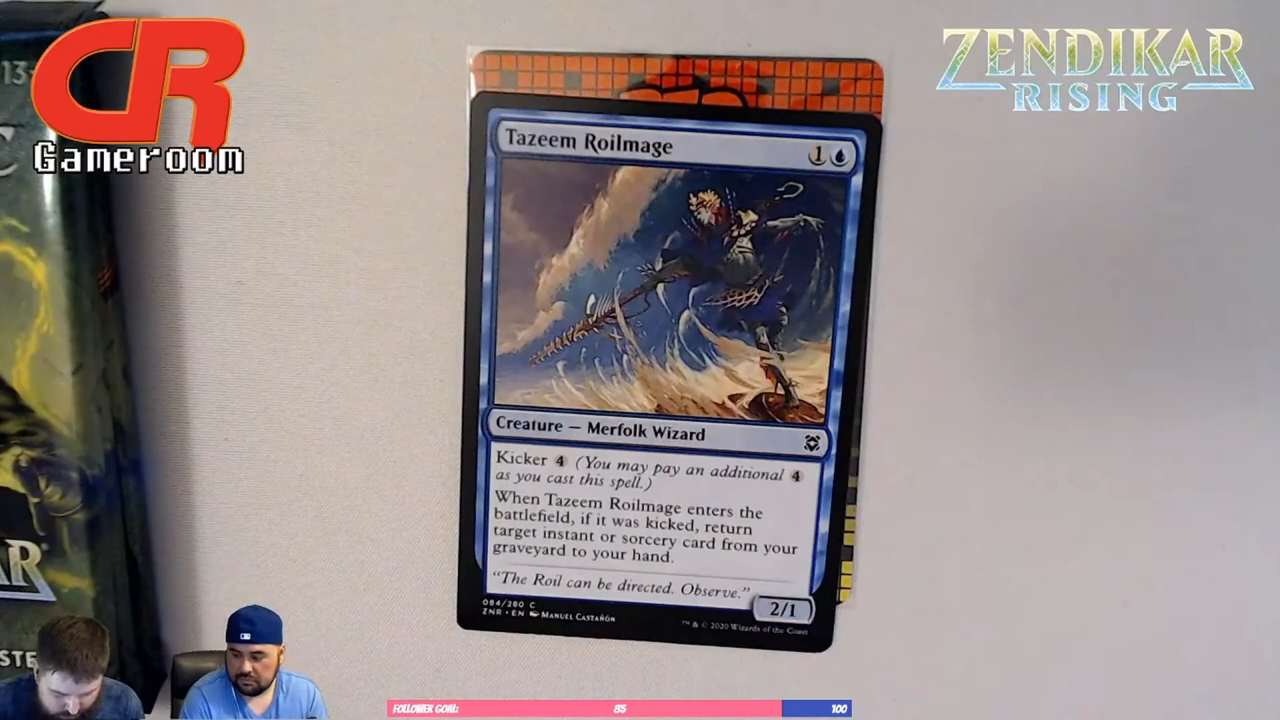 CR
Gameroom
ZENDIKAR
RISING
Tazeem Roilmage
1
Creature — Merfolk Wizard
Kicker 4 (You may pay an additional 4
as you cast this spell.)
When Tazeem Roilmage enters the
battlefield, if it was kicked, return
target instant or sorcery card from your
graveyard to your hand.
"The Roil can be directed. Observe."
2/1
084/280 C
ZNR • EN Manuel Castañón
™ & © 2020 Wizards of the Coast
FOLLOWER GOAL: 85 100